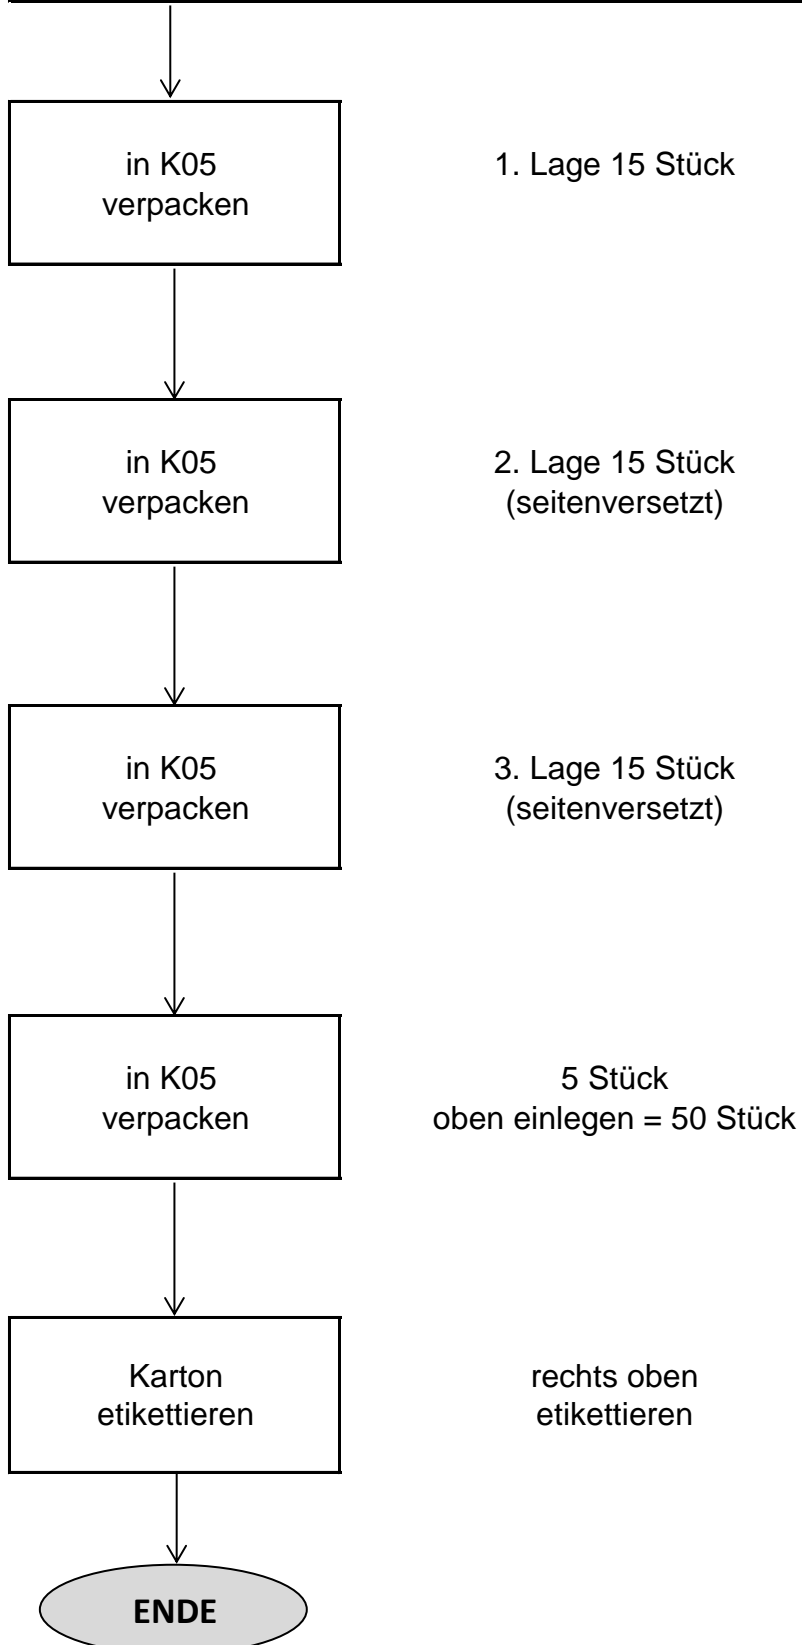 in K05
verpacken
1. Lage 15 Stück
in K05
verpacken
2. Lage 15 Stück
(seitenversetzt)
in K05
verpacken
3. Lage 15 Stück
(seitenversetzt)
in K05
verpacken
5 Stück
oben einlegen = 50 Stück
Karton
etikettieren
rechts oben
etikettieren
ENDE